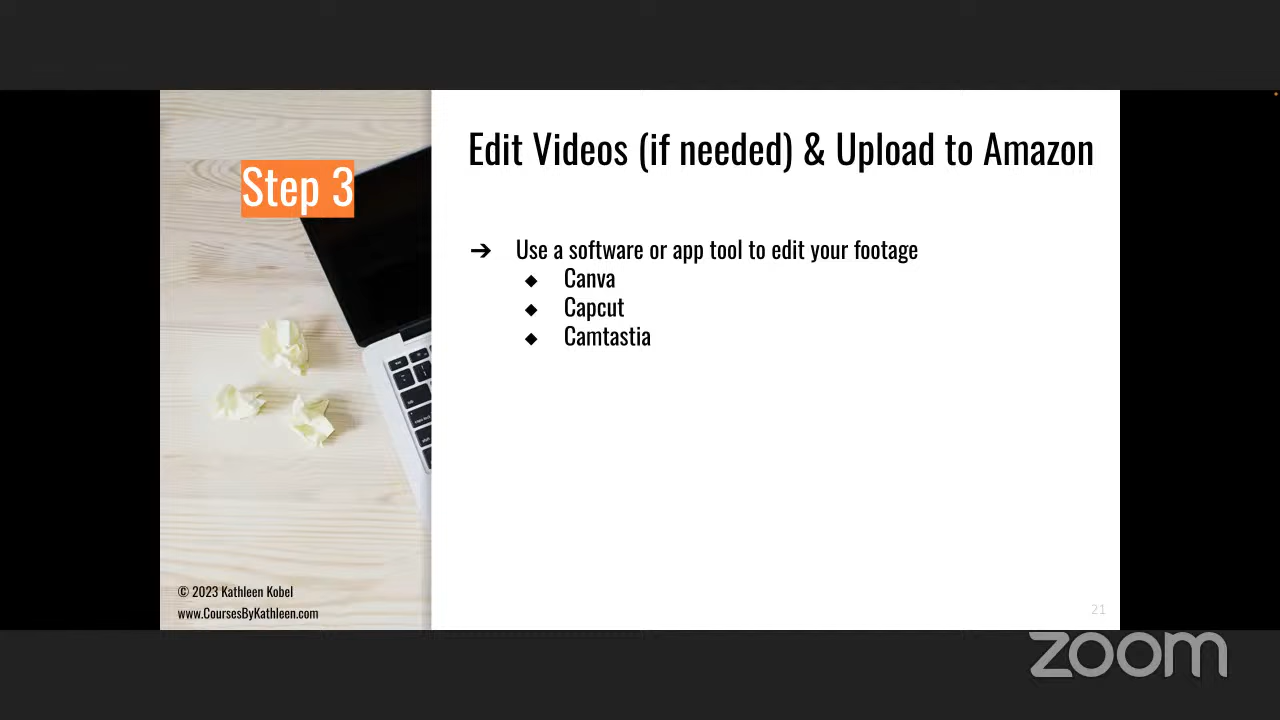 Step 3
Edit Videos (if needed) & Upload to Amazon
➔ Use a software or app tool to edit your footage
◆ Canva
◆ Capcut
◆ Camtastia
© 2023 Kathleen Kobel
www.CoursesByKathleen.com
21
zoom